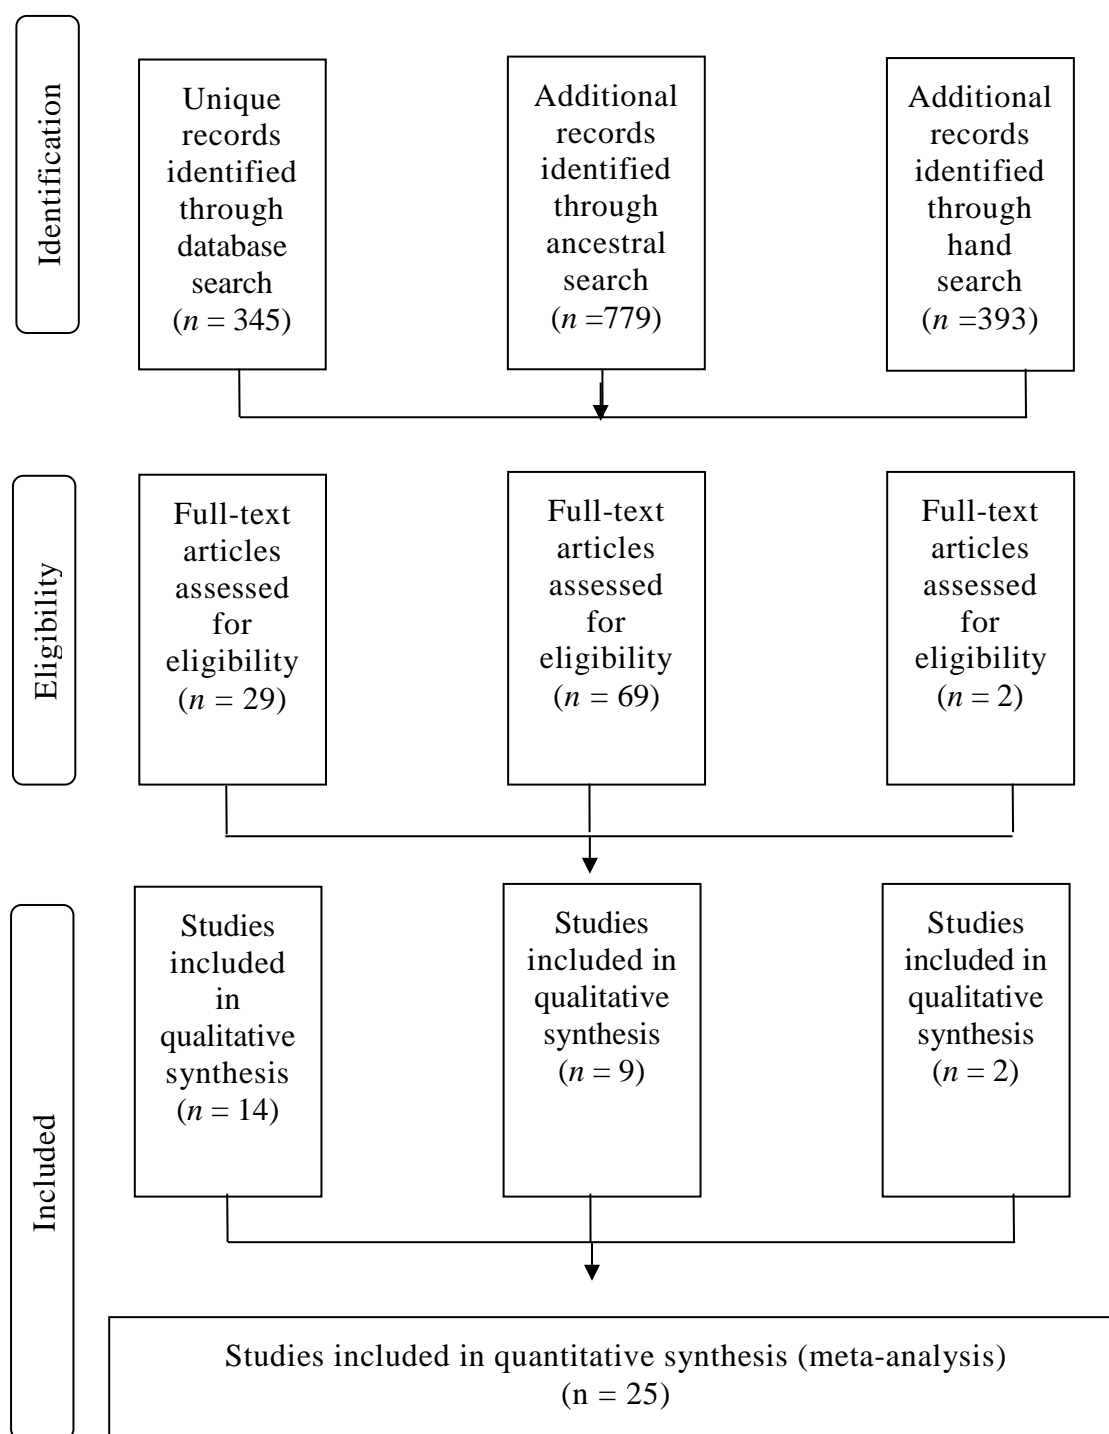 Identification
Unique
records
identified
through
database
search
(n = 345)
Additional
records
identified
through
ancestral
search
(n =779)
Additional
records
identified
through
hand
search
(n =393)
Eligibility
Full-text
articles
assessed
for
eligibility
(n = 29)
Full-text
articles
assessed
for
eligibility
(n = 69)
Full-text
articles
assessed
for
eligibility
(n = 2)
Included
Studies
included
in
qualitative
synthesis
(n = 14)
Studies
included in
qualitative
synthesis
(n = 9)
Studies
included in
qualitative
synthesis
(n = 2)
Studies included in quantitative synthesis (meta-analysis)
(n = 25)